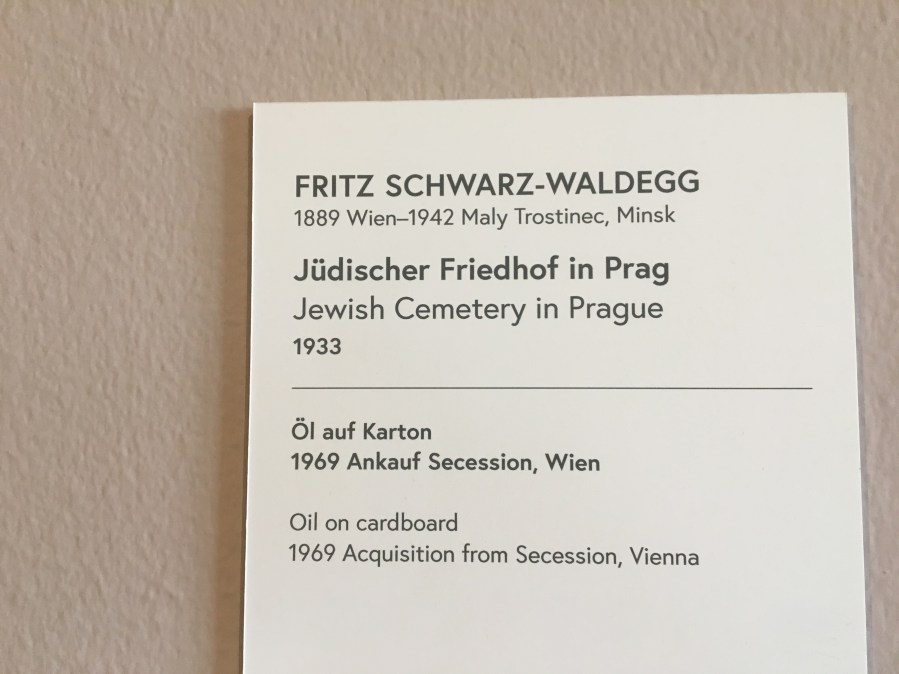 FRITZ SCHWARZ-WALDEGG
1889 Wien–1942 Maly Trostinec, Minsk
Jüdischer Friedhof in Prag
Jewish Cemetery in Prague
1933
Öl auf Karton
1969 Ankauf Secession, Wien
Oil on cardboard
1969 Acquisition from Secession, Vienna